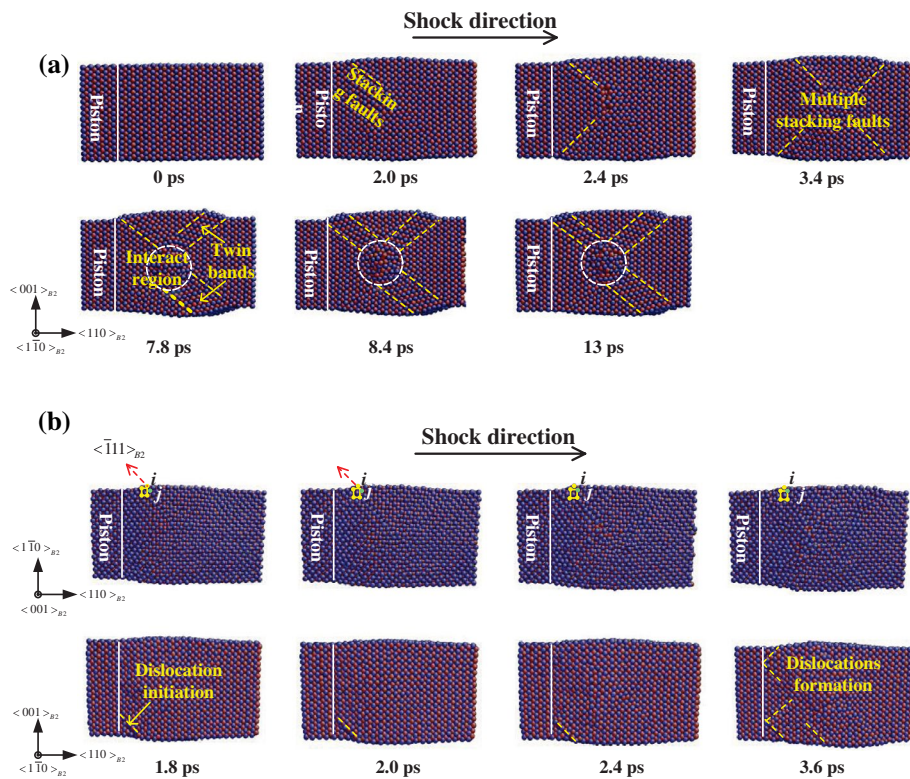 Shock direction
(a)
Piston
Pisto
n
Stackin
g faults
Piston
Piston
Multiple
stacking faults
0 ps
2.0 ps
2.4 ps
3.4 ps
Piston
Interact
region
Twin
bands
Piston
Piston
<001>B2
<110>B2
<11̅0>B2
7.8 ps
8.4 ps
13 ps
(b)
Shock direction
<1̅11>B2
i
j
i
j
i
j
i
j
Piston
Piston
Piston
Piston
<11̅0>B2
<110>B2
<001>B2
Dislocation
initiation
Dislocations
formation
<001>B2
<110>B2
<11̅0>B2
1.8 ps
2.0 ps
2.4 ps
3.6 ps